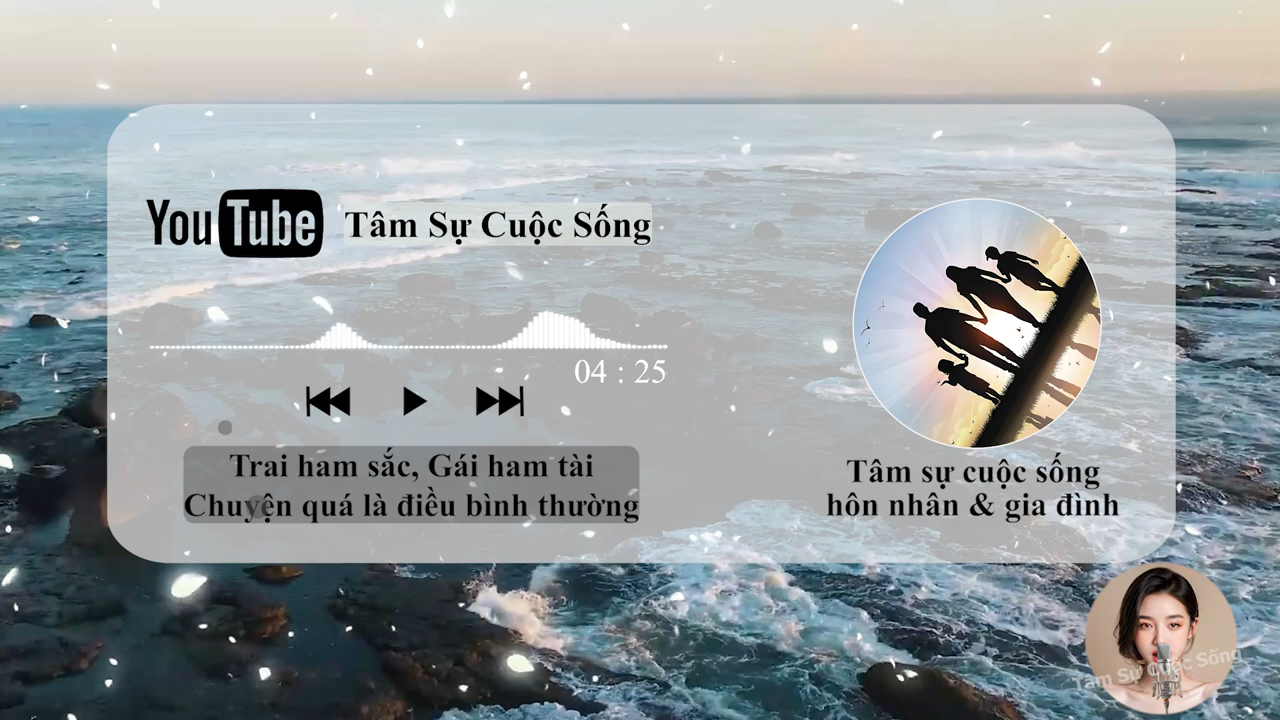 YouTube Tâm Sự Cuộc Sống
04 : 25
Trai ham sắc, Gái ham tài
Chuyện quá là điều bình thường
Tâm sự cuộc sống
hôn nhân & gia đình
Tâm Sự Cuộc Sống